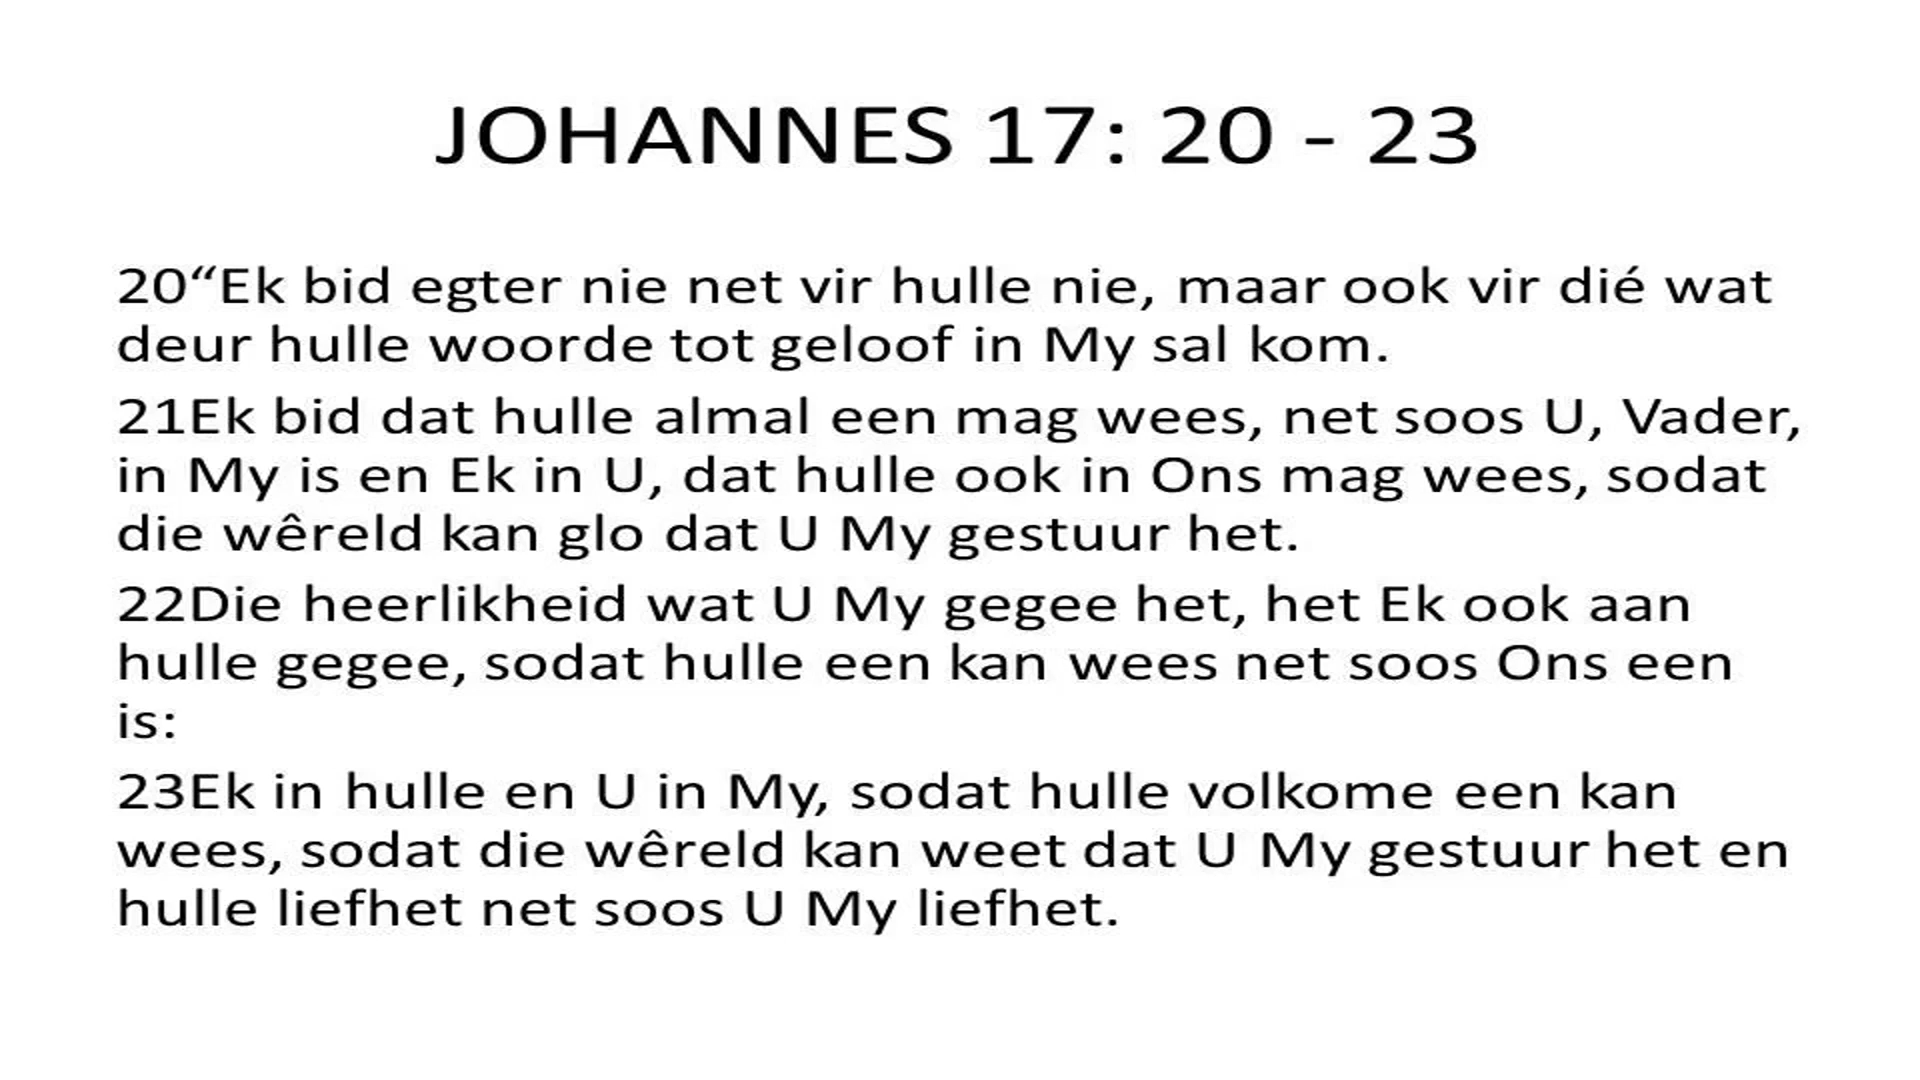 JOHANNES 17: 20 - 23
20“Ek bid egter nie net vir hulle nie, maar ook vir dié wat
deur hulle woorde tot geloof in My sal kom.
21Ek bid dat hulle almal een mag wees, net soos U, Vader,
in My is en Ek in U, dat hulle ook in Ons mag wees, sodat
die wêreld kan glo dat U My gestuur het.
22Die heerlikheid wat U My gegee het, het Ek ook aan
hulle gegee, sodat hulle een kan wees net soos Ons een
is:
23Ek in hulle en U in My, sodat hulle volkome een kan
wees, sodat die wêreld kan weet dat U My gestuur het en
hulle liefhet net soos U My liefhet.